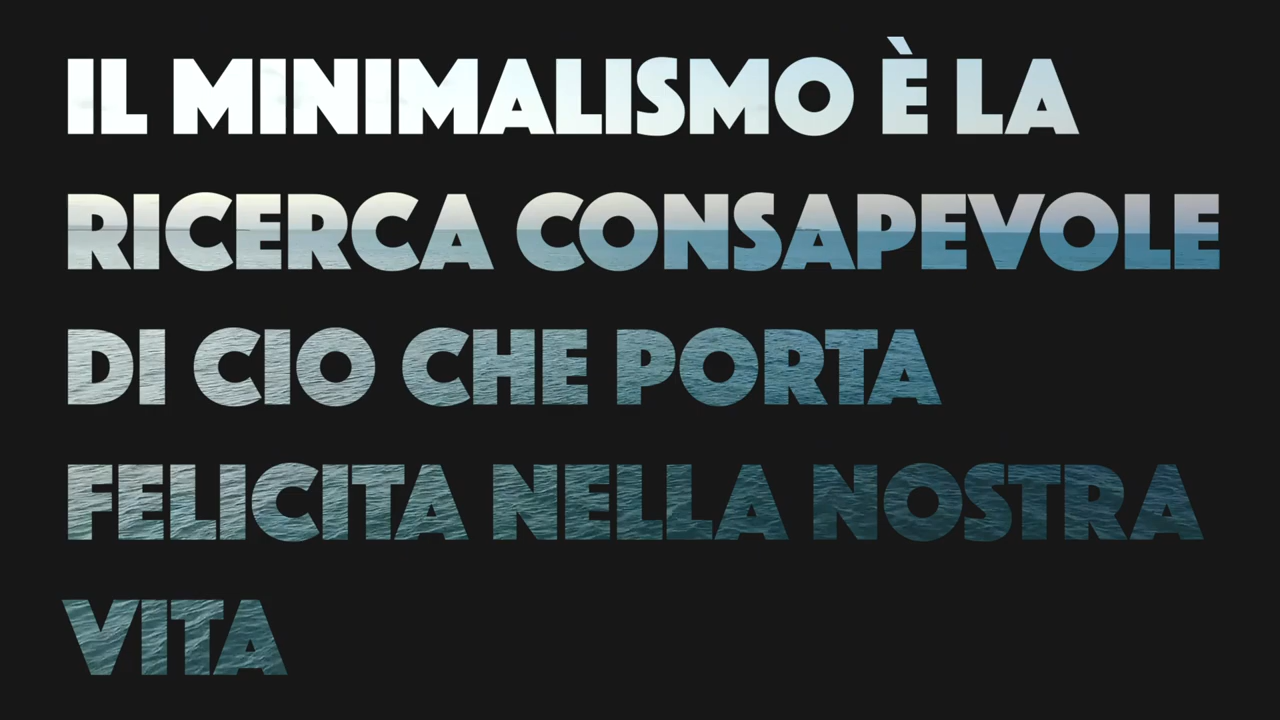 IL MINIMALISMO È LA
RICERCA CONSAPEVOLE
DI CIO CHE PORTA
FELICITA NELLA NOSTRA
VITA